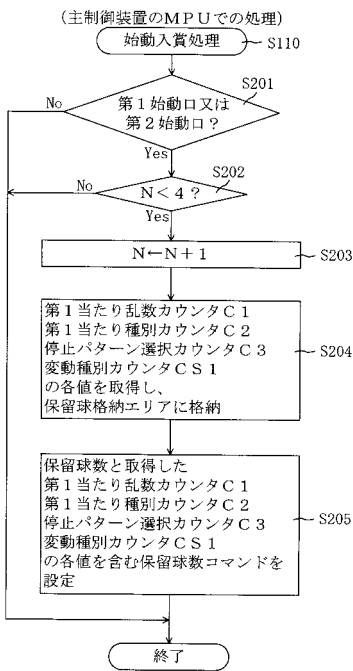 (主制御装置のMPUでの処理)
始動入賞処理
S110
S201
No
第1始動口又は
第2始動口?
Yes
S202
No
N<4?
Yes
N←N+1
S203
第1当たり乱数カウンタC1
第1当たり種別カウンタC2
停止パターン選択カウンタC3
変動種別カウンタCS1
の各値を取得し、
保留球格納エリアに格納
S204
保留球数と取得した
第1当たり乱数カウンタC1
第1当たり種別カウンタC2
停止パターン選択カウンタC3
変動種別カウンタCS1
の各値を含む保留球数コマンドを
設定
S205
終了